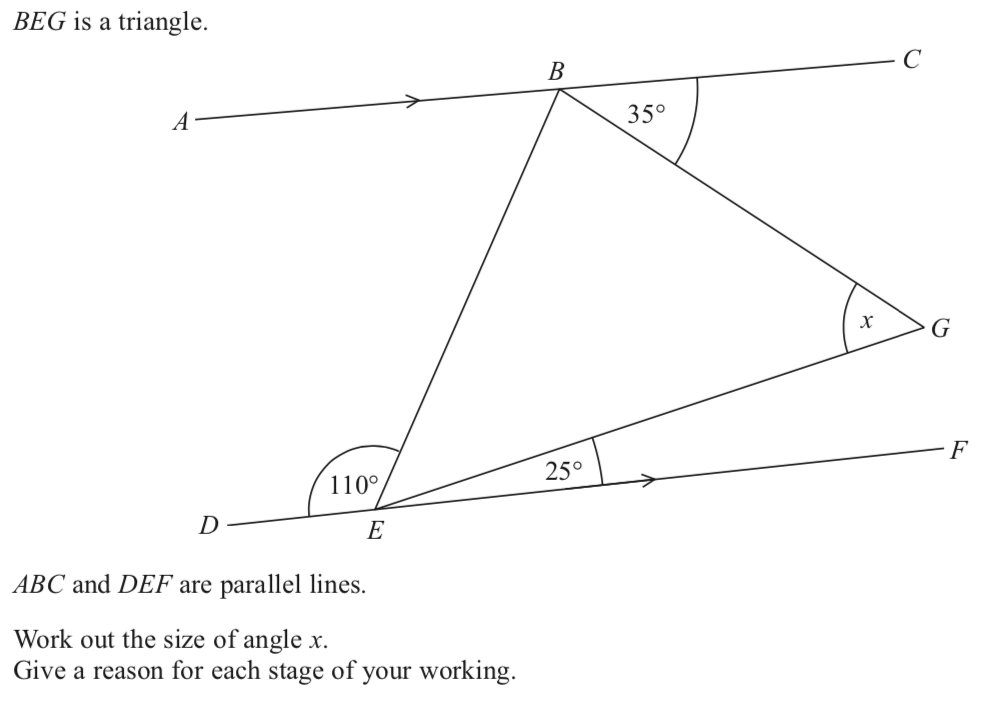 BEG is a triangle.
C
B
35°
A
x
G
F
25°
110°
D
E
ABC and DEF are parallel lines.
Work out the size of angle x.
Give a reason for each stage of your working.